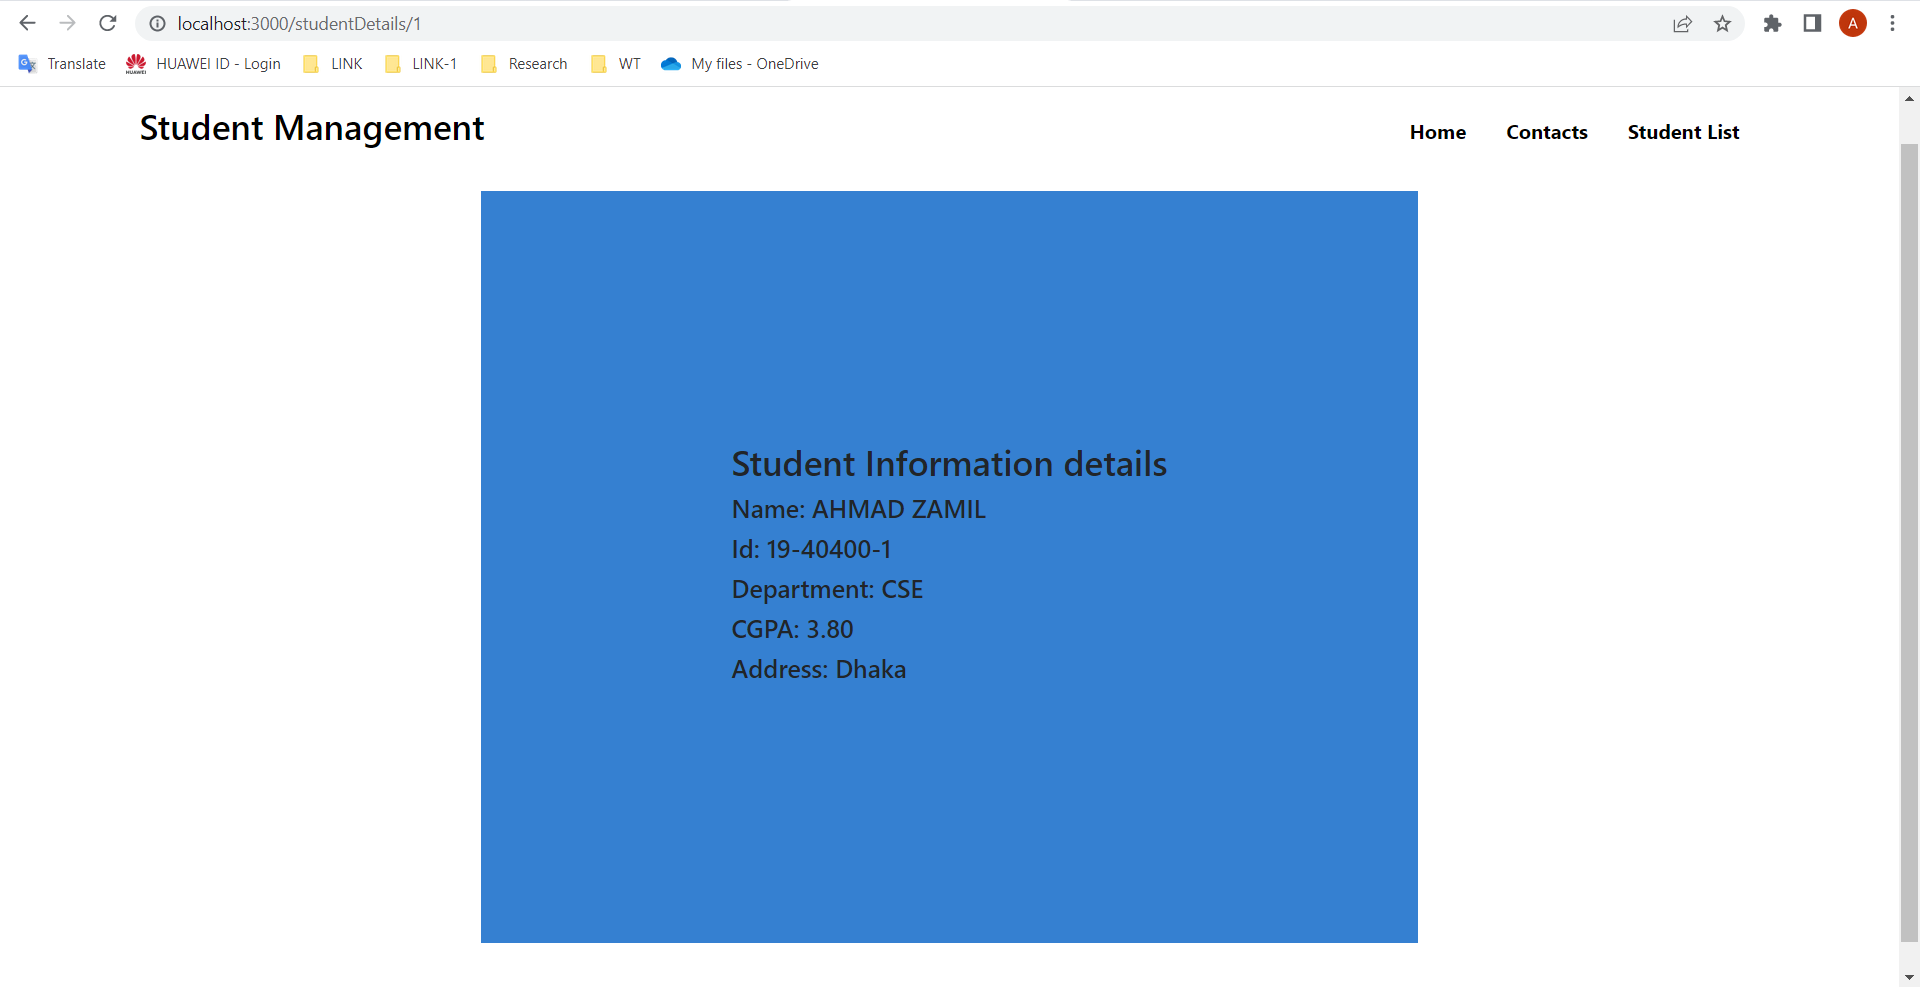 localhost:3000/studentDetails/1
A
Translate HUAWEI ID - Login LINK LINK-1 Research WT My files - OneDrive
Student Management Home Contacts Student List
Student Information details
Name: AHMAD ZAMIL
Id: 19-40400-1
Department: CSE
CGPA: 3.80
Address: Dhaka